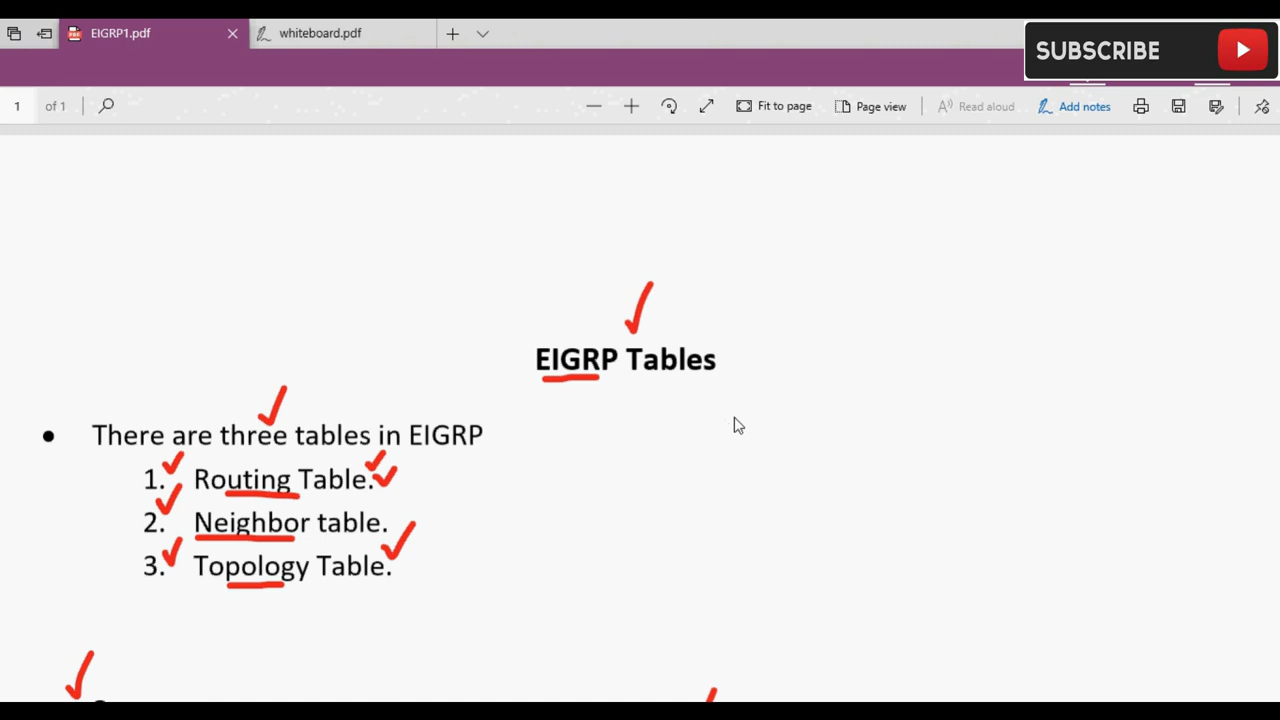 EIGRP1.pdf
whiteboard.pdf
SUBSCRIBE
1 of 1
Fit to page
Page view
Read aloud
Add notes
EIGRP Tables
• There are three tables in EIGRP
1. Routing Table.
2. Neighbor table.
3. Topology Table.